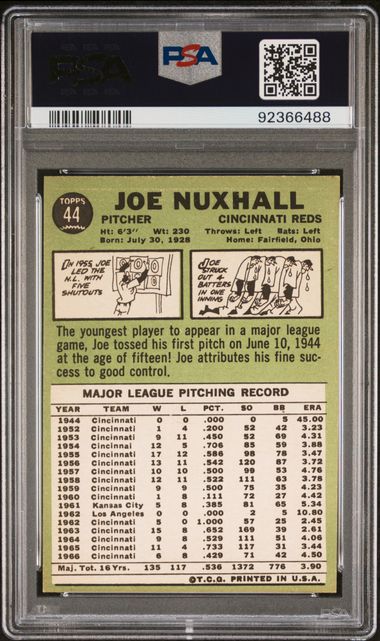 PSA
PSA
92366488
TOPPS
44
JOE NUXHALL
PITCHER CINCINNATI REDS
Ht: 6'3" Wt: 230 Throws: Left Bats: Left
Born: July 30, 1928 Home: Fairfield, Ohio
IN 1955, JOE
LED THE
N.L. WITH
FIVE
SHUTOUTS
JOE
STRUCK
OUT 4
BATTERS
IN ONE
INNING
The youngest player to appear in a major league
game, Joe tossed his first pitch on June 10, 1944
at the age of fifteen! Joe attributes his fine suc-
cess to good control.
MAJOR LEAGUE PITCHING RECORD
YEAR TEAM W L PCT. SO BB ERA
1944 Cincinnati 0 0 .000 0 5 45.00
1952 Cincinnati 1 4 .200 52 42 3.23
1953 Cincinnati 9 11 .450 52 69 4.31
1954 Cincinnati 12 5 .706 85 59 3.88
1955 Cincinnati 17 12 .586 98 78 3.47
1956 Cincinnati 13 11 .542 120 87 3.72
1957 Cincinnati 10 10 .500 99 53 4.76
1958 Cincinnati 12 11 .522 111 63 3.78
1959 Cincinnati 9 9 .500 75 35 4.23
1960 Cincinnati 1 8 .111 72 27 4.42
1961 Kansas City 5 8 .385 81 65 5.34
1962 Los Angeles 0 0 .000 2 5 10.80
1962 Cincinnati 5 0 1.000 57 25 2.45
1963 Cincinnati 15 8 .652 169 39 2.61
1964 Cincinnati 9 8 .529 111 51 4.06
1965 Cincinnati 11 4 .733 117 31 3.44
1966 Cincinnati 6 8 .429 71 42 4.50
Maj. Tot. 16 Yrs. 135 117 .536 1372 776 3.90
©T.C.G. PRINTED IN U.S.A.